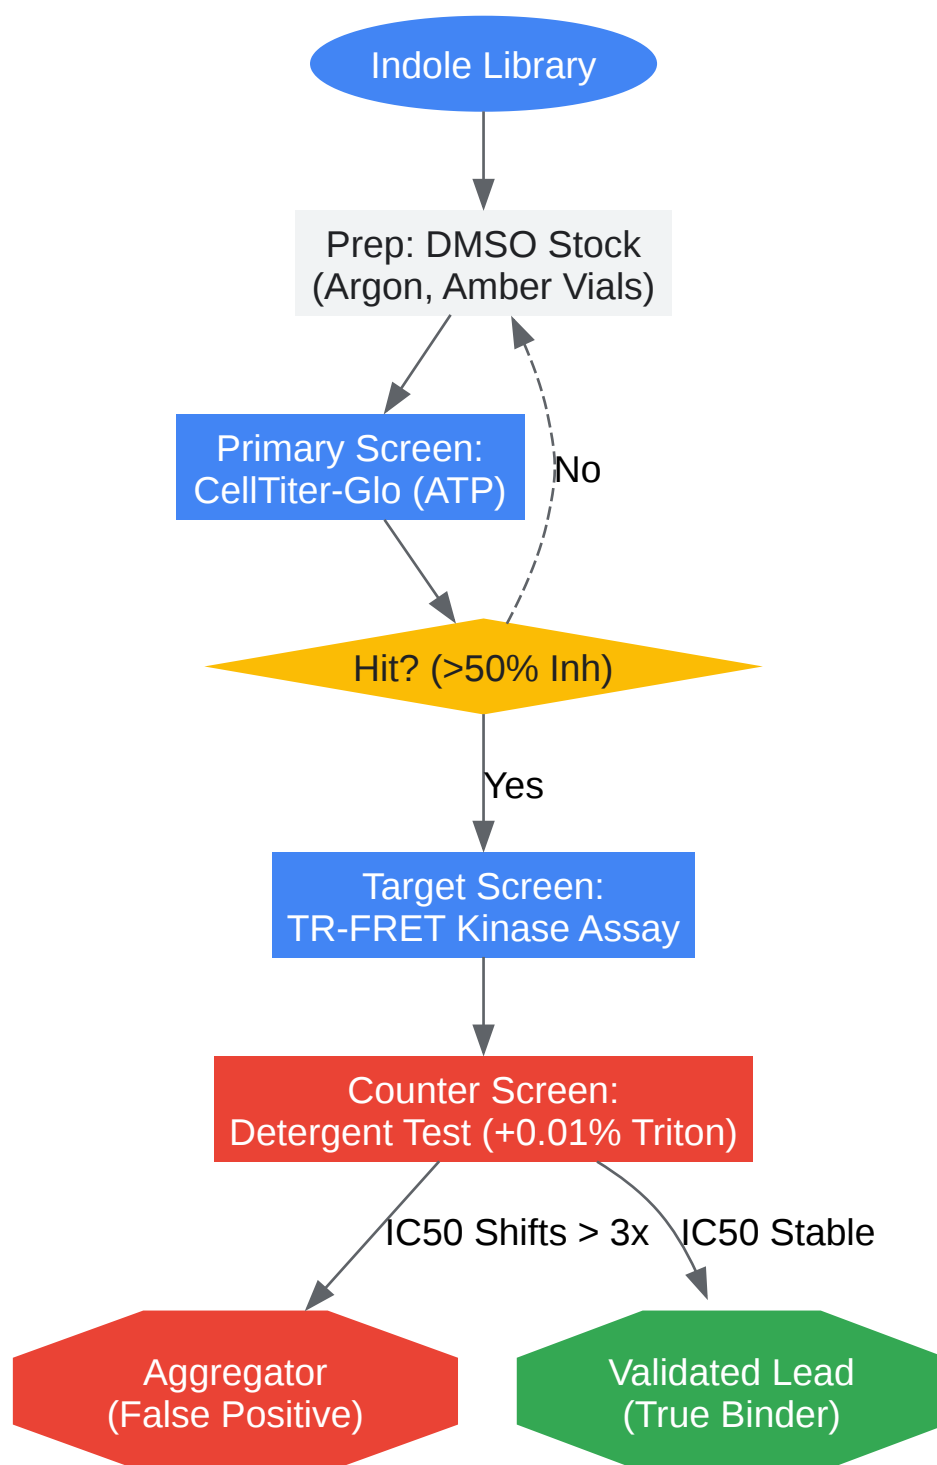 Indole Library
Prep: DMSO Stock
(Argon, Amber Vials)
Primary Screen:
CellTiter-Glo (ATP)
No
Hit? (>50% Inh)
Yes
Target Screen:
TR-FRET Kinase Assay
Counter Screen:
Detergent Test (+0.01% Triton)
IC50 Shifts > 3x
IC50 Stable
Aggregator
(False Positive)
Validated Lead
(True Binder)